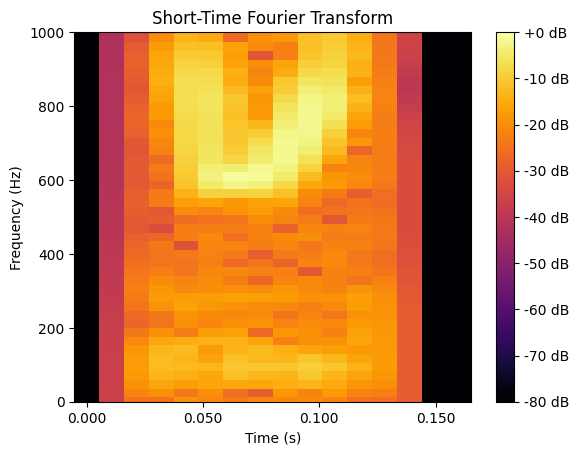 Short-Time Fourier Transform
1000
800
600
400
200
0
Frequency (Hz)
0.000
0.050
0.100
0.150
Time (s)
+0 dB
-10 dB
-20 dB
-30 dB
-40 dB
-50 dB
-60 dB
-70 dB
-80 dB